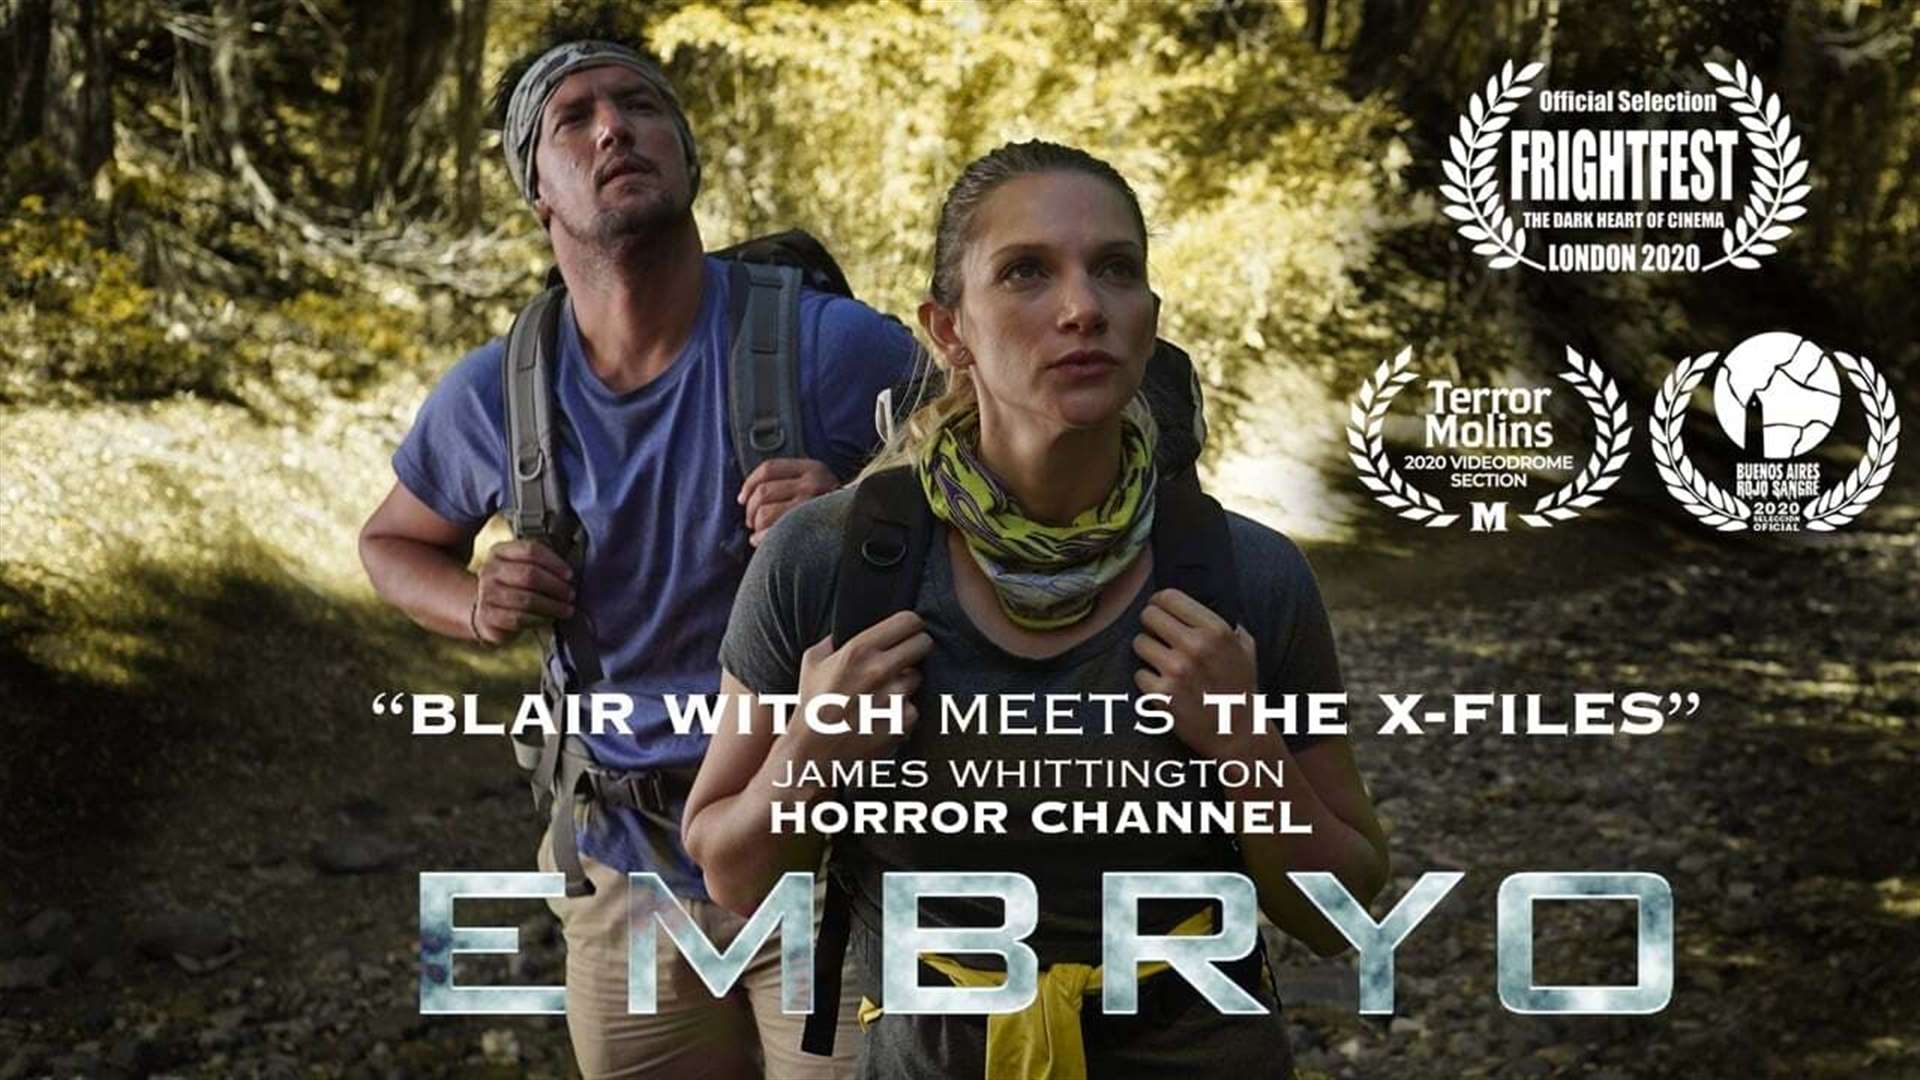 Official Selection
FRIGHTFEST
THE DARK HEART OF CINEMA
LONDON 2020
Terror
Molins
2020 VIDEODROME
SECTION
M
BUENOS AIRES
ROJO SANGRE
2020
SELECCIÓN
OFICIAL
“BLAIR WITCH MEETS THE X-FILES”
JAMES WHITTINGTON
HORROR CHANNEL
EMBRYO